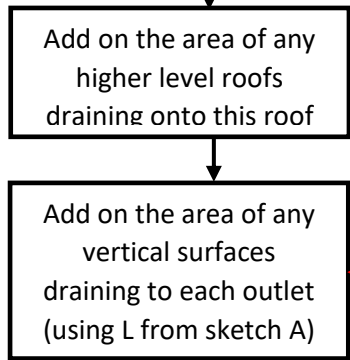 Add on the area of any
higher level roofs
draining onto this roof
Add on the area of any
vertical surfaces
draining to each outlet
(using L from sketch A)